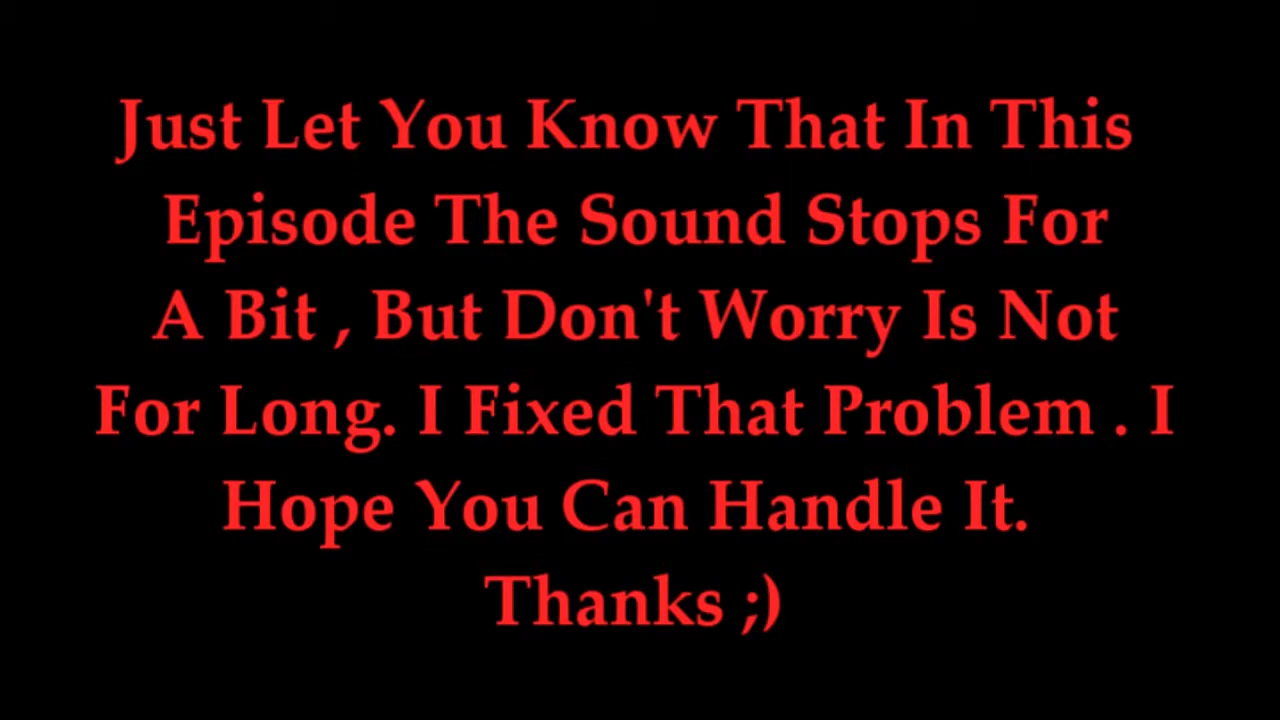 Just Let You Know That In This
Episode The Sound Stops For
A Bit , But Don't Worry Is Not
For Long. I Fixed That Problem . I
Hope You Can Handle It.
Thanks ;)